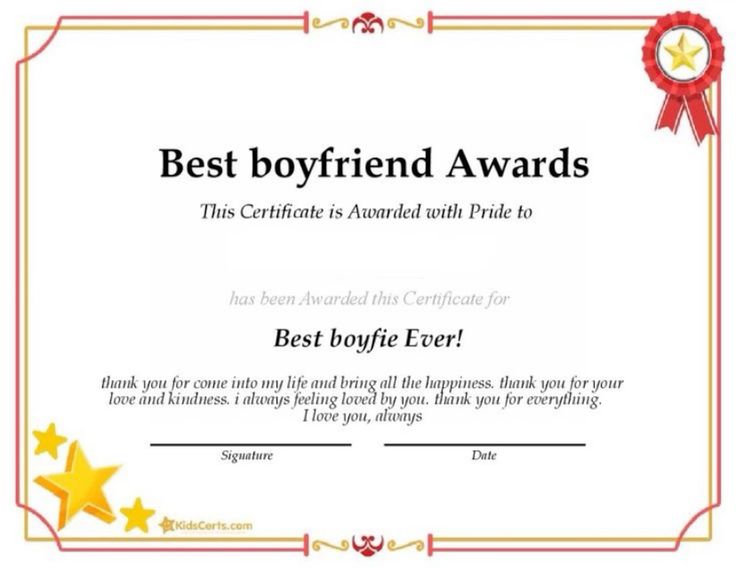 Best boyfriend Awards
This Certificate is Awarded with Pride to
has been Awarded this Certificate for
Best boyfie Ever!
thank you for come into my life and bring all the happiness. thank you for your
love and kindness. i always feeling loved by you. thank you for everything.
I love you, always
Signature Date
KidsCerts.com